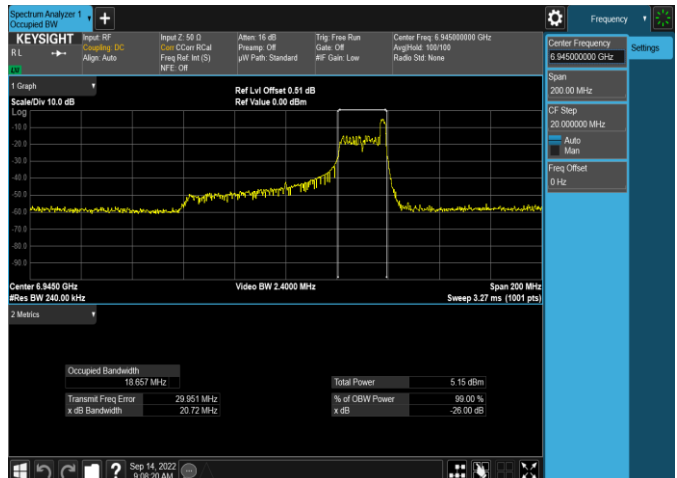 Spectrum Analyzer 1
Occupied BW
Frequency
KEYSIGHT
R L
Input: RF
Coupling: DC
Align: Auto
Input Z: 50 Ω
Corr CCorr RCal
Freq Ref: Int (S)
NFE: Off
Atten: 16 dB
Preamp: Off
µW Path: Standard
Trig: Free Run
Gate: Off
#IF Gain: Low
Center Freq: 6.945000000 GHz
Avg|Hold: 100/100
Radio Std: None
LV
Center Frequency
6.945000000 GHz
Settings
Span
200.00 MHz
CF Step
20.000000 MHz
Auto
Man
Freq Offset
0 Hz
1 Graph
Scale/Div 10.0 dB
Ref Lvl Offset 0.51 dB
Ref Value 0.00 dBm
Log
-10.0
-20.0
-30.0
-40.0
-50.0
-60.0
-70.0
-80.0
-90.0
Center 6.9450 GHz
#Res BW 240.00 kHz
Video BW 2.4000 MHz
Span 200 MHz
Sweep 3.27 ms (1001 pts)
2 Metrics
Occupied Bandwidth
18.657 MHz
Total Power 5.15 dBm
Transmit Freq Error 29.951 MHz
% of OBW Power 99.00 %
x dB Bandwidth 20.72 MHz
x dB -26.00 dB
Sep 14, 2022
9:08:20 AM